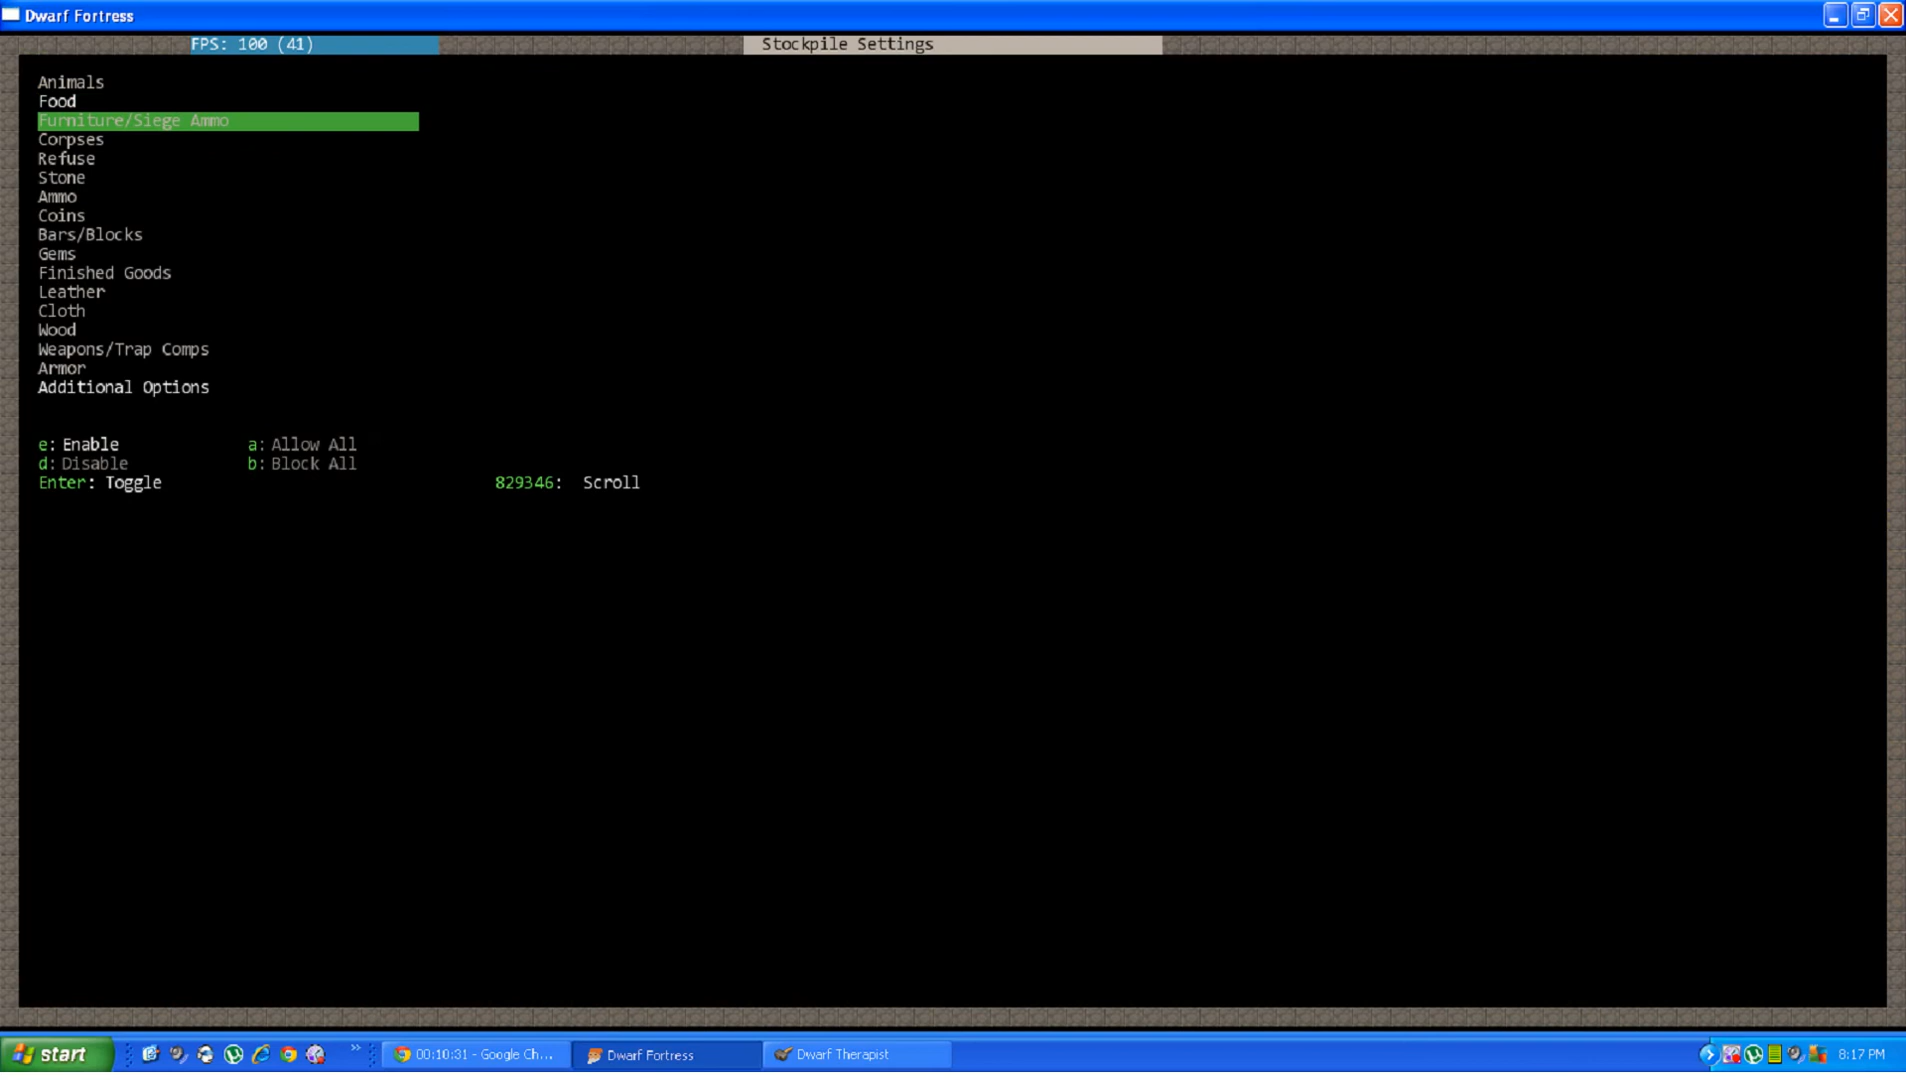 Dwarf Fortress
FPS: 100 (41)
Stockpile Settings
Animals
Food
Furniture/Siege Ammo
Corpses
Refuse
Stone
Ammo
Coins
Bars/Blocks
Gems
Finished Goods
Leather
Cloth
Wood
Weapons/Trap Comps
Armor
Additional Options
e: Enable a: Allow All
d: Disable b: Block All
Enter: Toggle 829346: Scroll
start
00:10:31 - Google Ch...
Dwarf Fortress
Dwarf Therapist
8:17 PM